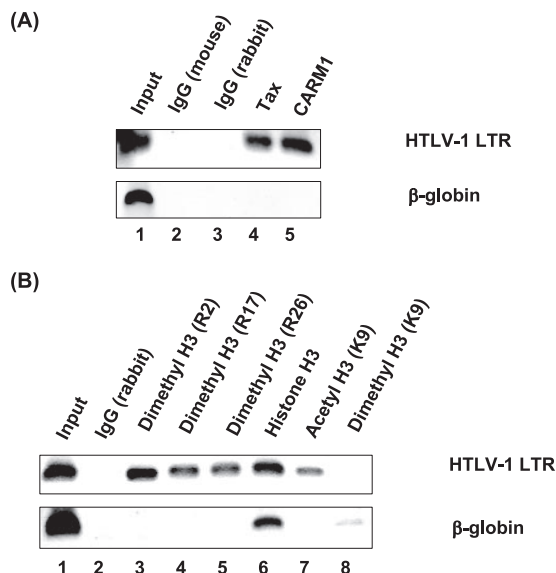 (A)
Input
IgG (mouse)
IgG (rabbit)
Tax
CARM1
HTLV-1 LTR
β-globin
1 2 3 4 5
(B)
Input
IgG (rabbit)
Dimethyl H3 (R2)
Dimethyl H3 (R17)
Dimethyl H3 (R26)
Histone H3
Acetyl H3 (K9)
Dimethyl H3 (K9)
HTLV-1 LTR
β-globin
1 2 3 4 5 6 7 8